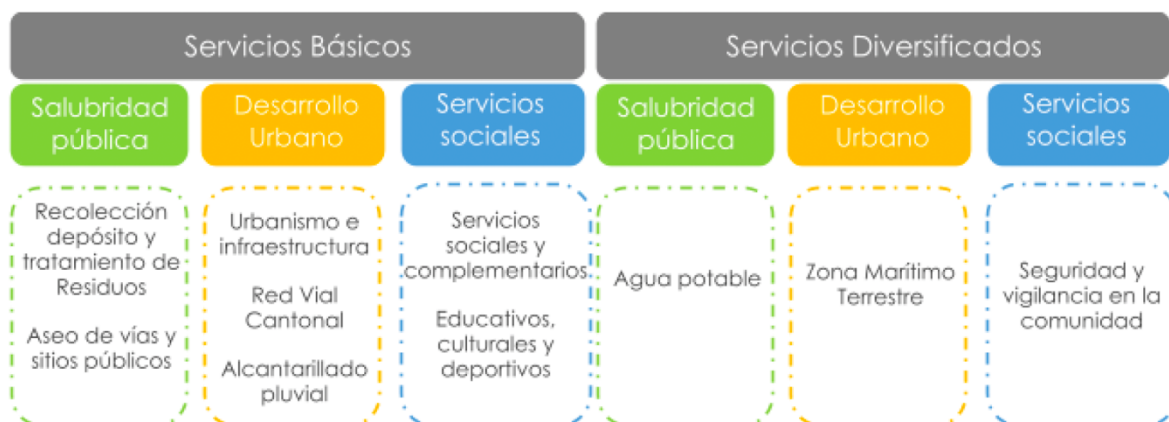 Servicios Básicos
Servicios Diversificados
Salubridad
pública
Desarrollo
Urbano
Servicios
sociales
Salubridad
pública
Desarrollo
Urbano
Servicios
sociales
Recolección
depósito y
tratamiento de
Residuos
Aseo de vías y
sitios públicos
Urbanismo e
infraestructura
Red Vial
Cantonal
Alcantarillado
pluvial
Servicios
sociales y
complementarios
Educativos,
culturales y
deportivos
Agua potable
Zona Marítimo
Terrestre
Seguridad y
vigilancia en la
comunidad